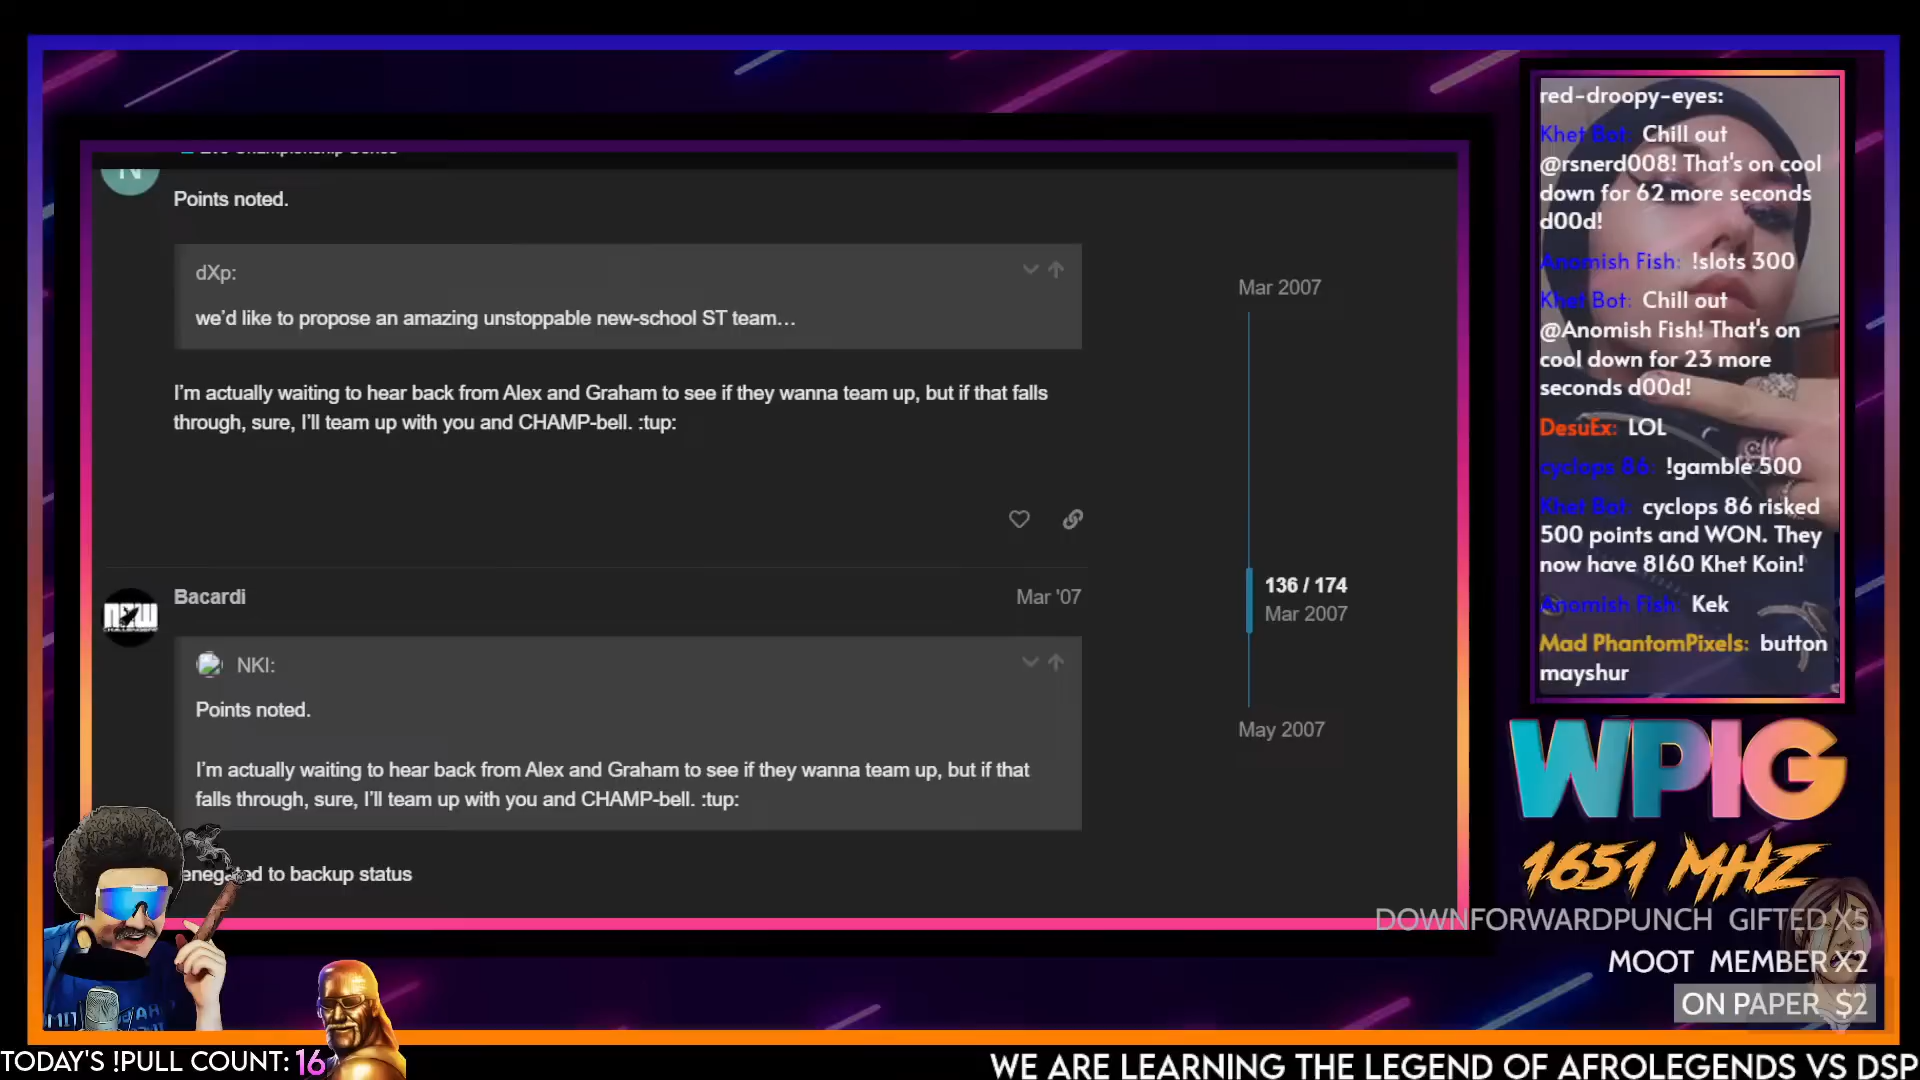 Points noted.
dXp:
we'd like to propose an amazing unstoppable new-school ST team…
I'm actually waiting to hear back from Alex and Graham to see if they wanna team up, but if that falls
through, sure, I'll team up with you and CHAMP-bell. :tup:
Bacardi
Mar '07
NKI:
Points noted.
I'm actually waiting to hear back from Alex and Graham to see if they wanna team up, but if that
falls through, sure, I'll team up with you and CHAMP-bell. :tup:
to backup status
Mar 2007
136 / 174
Mar 2007
May 2007
red-droopy-eyes:
Khet Bot: Chill out
@rsnerd008! That's on cool
down for 62 more seconds
d00d!
Anomish Fish: !slots 300
Khet Bot: Chill out
@Anomish Fish! That's on
cool down for 23 more
seconds d00d!
DesuEx: LOL
cyclops 86: !gamble 500
Khet Bot: cyclops 86 risked
500 points and WON. They
now have 8160 Khet Koin!
Anomish Fish: Kek
Mad PhantomPixels: button
mayshur
WPIG
1651 MHZ
DOWNFORWARDPUNCH GIFTED X5
MOOT MEMBER X2
ON PAPER $2
TODAY'S !PULL COUNT: 16
WE ARE LEARNING THE LEGEND OF AFROLEGENDS VS DSP